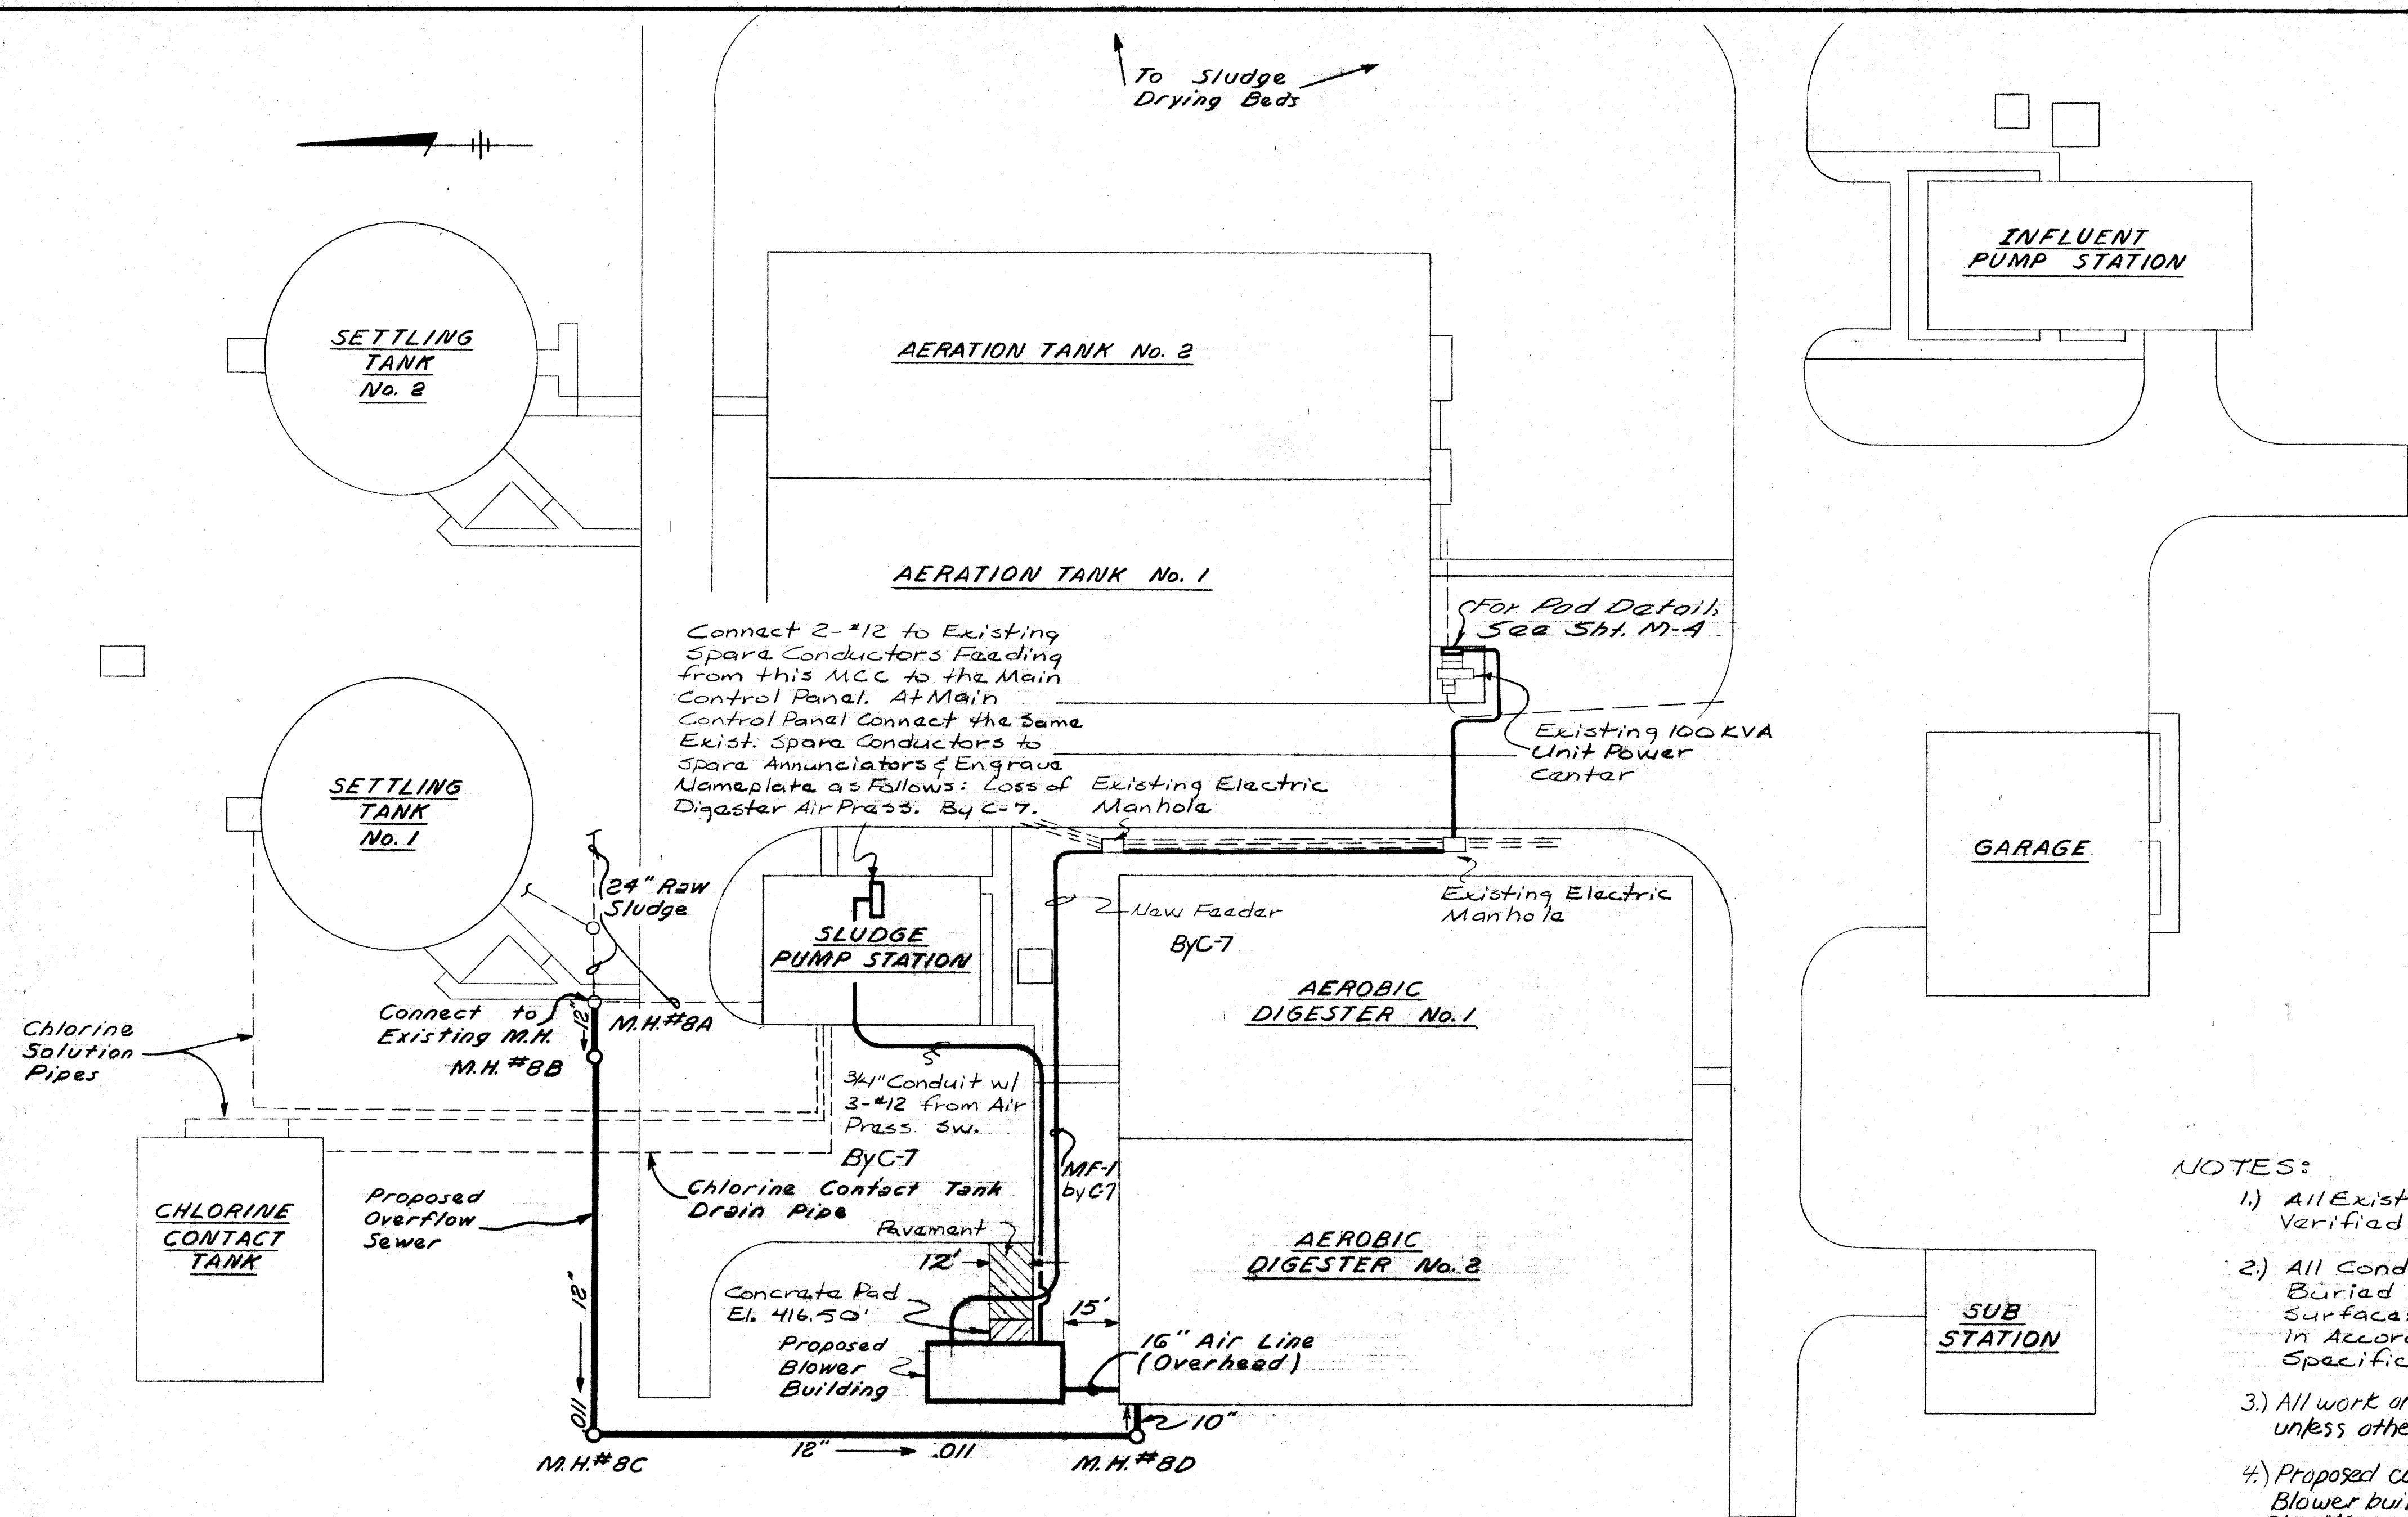 To Sludge
Drying Beds
INFLUENT
PUMP STATION
SETTLING
TANK
No. 2
AERATION TANK No. 2
AERATION TANK No. 1
For Pad Detail,
See Sht. M-4
Connect 2-#12 to Existing
Spare Conductors Feeding
from this MCC to the Main
Control Panel. At Main
Control Panel Connect the Same
Exist. Spare Conductors to
Spare Annunciators & Engrave
Nameplate as Follows: Loss of
Digester Air Press. By C-7.
Existing 100 KVA
Unit Power
Center
Existing Electric
Manhole
SETTLING
TANK
No. 1
GARAGE
24" Raw
Sludge
New Feeder
By C-7
Existing Electric
Manhole
SLUDGE
PUMP STATION
AEROBIC
DIGESTER No. 1
Connect to
Existing M.H.
12"
M.H.#8A
M.H.#8B
Chlorine
Solution
Pipes
3/4" Conduit w/
3-#12 from Air
Press. Sw.
By C-7
MF-1
by C-7
Chlorine Contact Tank
Drain Pipe
Proposed
Overflow
Sewer
CHLORINE
CONTACT
TANK
Pavement
12'
Concrete Pad
El. 416.50'
15'
AEROBIC
DIGESTER No. 2
Proposed
Blower
Building
16" Air Line
(Overhead)
SUB
STATION
12"
.011
10"
M.H.#8C
12" .011
M.H.#8D
NOTES:
1.) All Exist
Verified
2.) All Cond
Buried
Surface
in Accor
Specific
3.) All work or
unless othe
4.) Proposed co
Blower buil